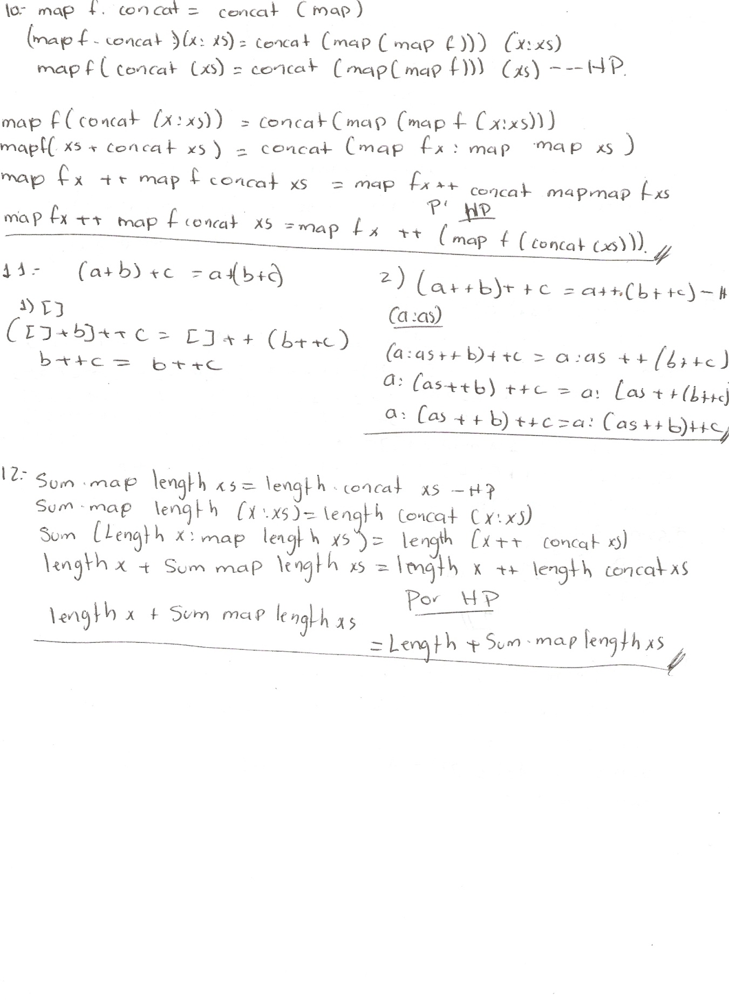 10.- map f. concat = concat (map)
(map f - concat )(x: xs) = concat (map ( map f))) (x:xs)
map f( concat (xs) = concat (map( map f))) (xs) ---HP.
map f(concat (x:xs)) = concat (map (map f (x:xs)))
mapf( xs + concat xs ) = concat (map fx : map map xs )
map fx ++ map f concat xs = map fx ++ concat mapmap fxs
P' HP
map fx ++ map f concat xs = map fx ++ (map f (concat (xs))).
11.- (a+b) +c = a+(b+c)
1) []
([]+b]++ c = [] ++ (b++c)
b++c = b++c
2) (a++b)++c = a++.(b++c) - H
(a:as)
(a:as++b)++c = a:as ++ (b++c)
a: (as++b) ++c = a: (as ++(b++c)
a: (as ++ b) ++c=a: (as ++b)++c
12.- Sum.map length xs = length.concat xs - HP
Sum.map length (x:xs)= length concat (x:xs)
Sum (Length x: map length xs)= length (x++ concat xs)
length x + Sum map length xs = length x ++ length concat xs
Por HP
length x + Sum map length xs
= Length + Sum.map length xs